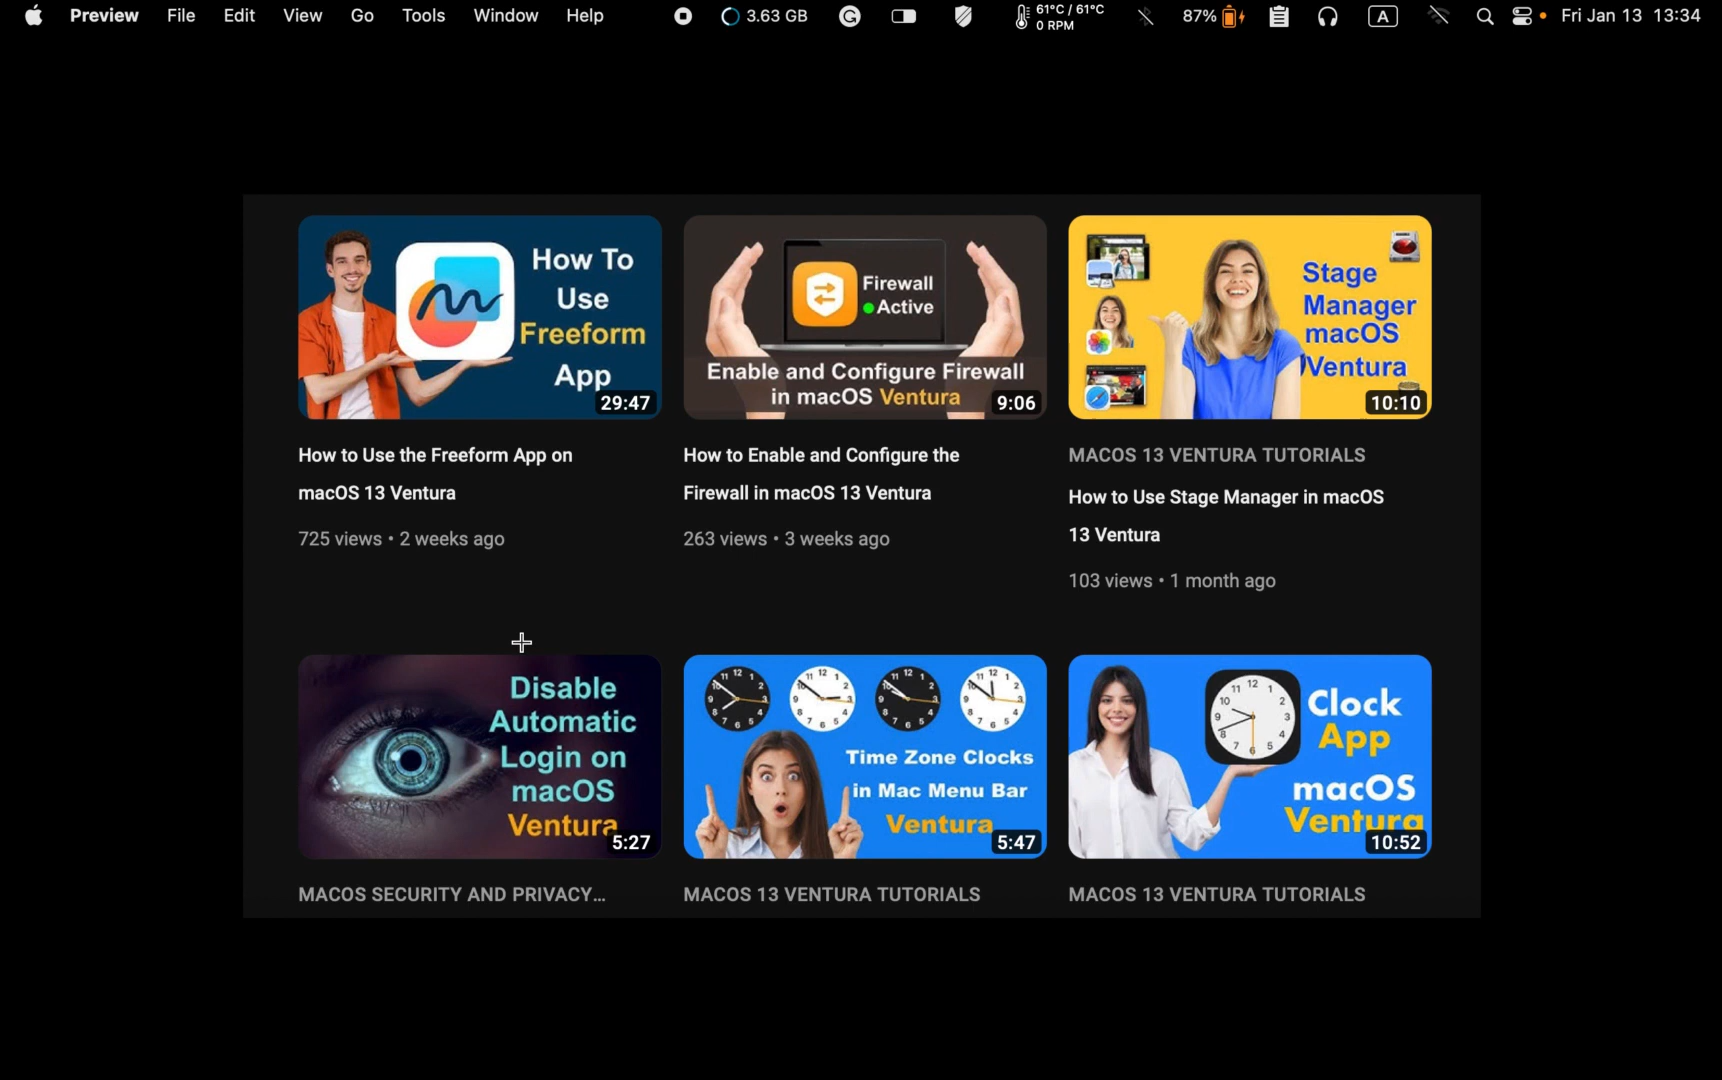 Preview File Edit View Go Tools Window Help 3.63 GB 61°C / 61°C 87% A Fri Jan 13 13:34
0 RPM
How To
Use
Freeform
App
29:47
Firewall
Active
Enable and Configure Firewall
in macOS Ventura
9:06
Stage
Manager
macOS
Ventura
10:10
How to Use the Freeform App on
macOS 13 Ventura
725 views • 2 weeks ago
How to Enable and Configure the
Firewall in macOS 13 Ventura
263 views • 3 weeks ago
MACOS 13 VENTURA TUTORIALS
How to Use Stage Manager in macOS
13 Ventura
103 views • 1 month ago
Disable
Automatic
Login on
macOS
Ventura
5:27
Time Zone Clocks
in Mac Menu Bar
Ventura
5:47
Clock
App
macOS
Ventura
10:52
MACOS SECURITY AND PRIVACY...
MACOS 13 VENTURA TUTORIALS
MACOS 13 VENTURA TUTORIALS